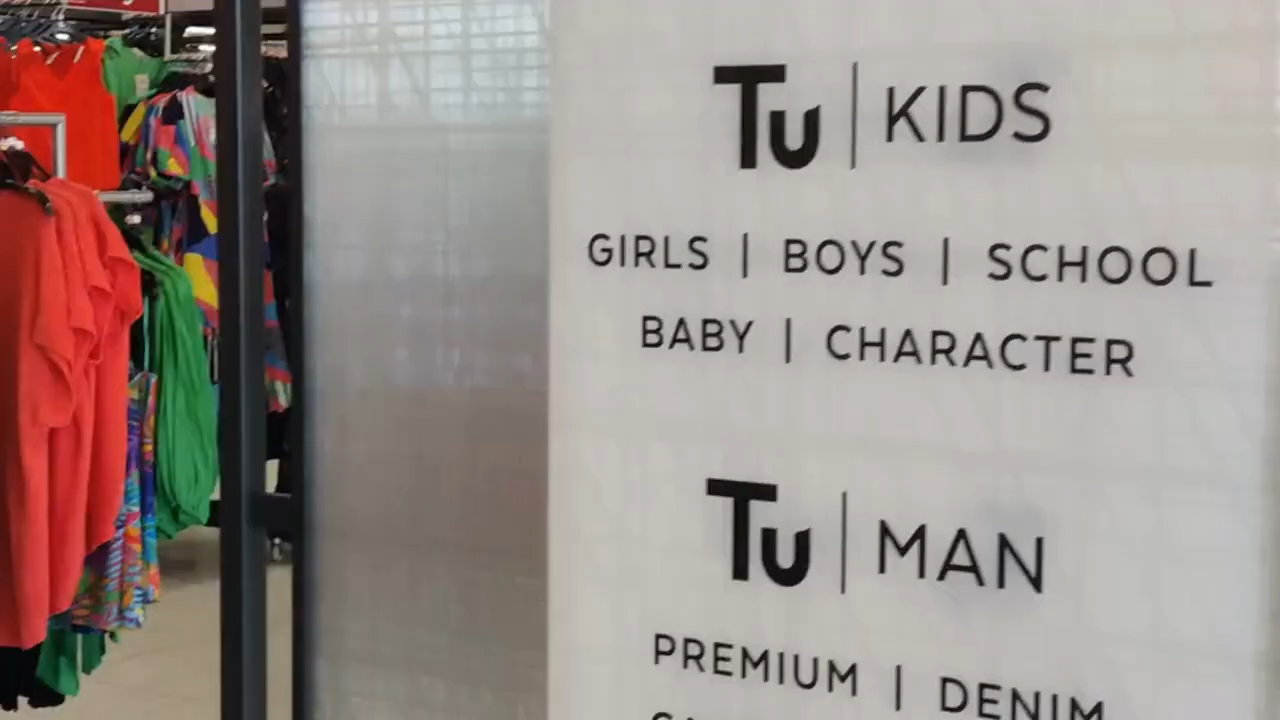 Tu | KIDS
GIRLS | BOYS | SCHOOL
BABY | CHARACTER
Tu | MAN
PREMIUM | DENIM